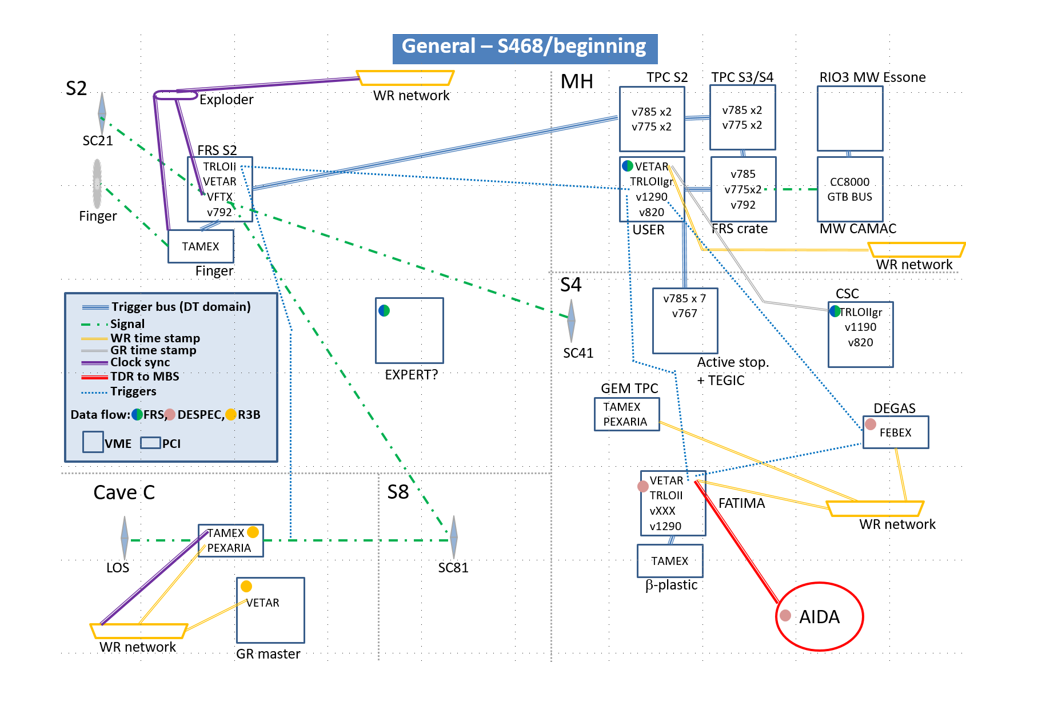 General – S468/beginning
S2
Exploder
WR network
SC21
Finger
FRS S2
TRLOII
VETAR
VFTX
v792
TAMEX
Finger
MH
TPC S2
v785 x2
v775 x2
TPC S3/S4
v785 x2
v775 x2
RIO3 MW Essone
VETAR
TRLOIIgr
v1290
v820
USER
v785
v775x2
v792
FRS crate
CC8000
GTB BUS
MW CAMAC
WR network
Trigger bus (DT domain)
Signal
WR time stamp
GR time stamp
Clock sync
TDR to MBS
Triggers
Data flow: FRS, DESPEC, R3B
VME PCI
EXPERT?
S4
SC41
v785 x 7
v767
Active stop.
+ TEGIC
CSC
TRLOIIgr
v1190
v820
GEM TPC
TAMEX
PEXARIA
DEGAS
FEBEX
VETAR
TRLOII
vXXX
v1290
FATIMA
TAMEX
β-plastic
WR network
AIDA
Cave C
LOS
TAMEX
PEXARIA
WR network
VETAR
GR master
S8
SC81